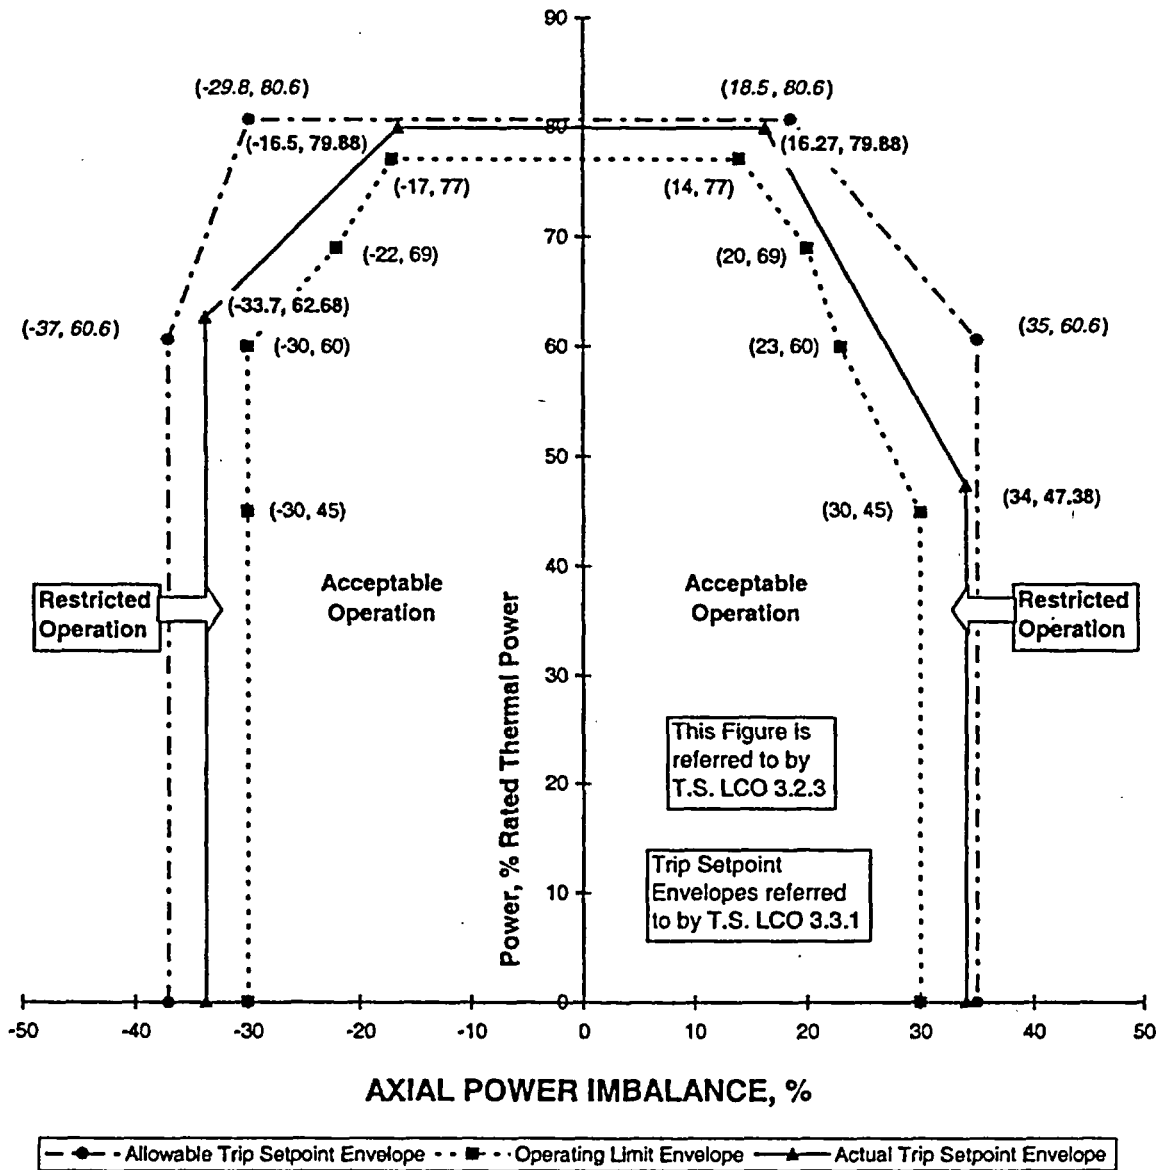 90
(-29.8, 80.6)
(18.5, 80.6)
80
(-16.5, 79.88)
(16.27, 79.88)
(-17, 77)
(14, 77)
70
(-22, 69)
(20, 69)
(-33.7, 62.68)
(-37, 60.6)
(35, 60.6)
60
(-30, 60)
(23, 60)
50
(-30, 45)
(30, 45)
(34, 47.38)
40
Acceptable
Operation
Acceptable
Operation
Restricted
Operation
Restricted
Operation
Power, % Rated Thermal Power
30
This Figure is
referred to by
T.S. LCO 3.2.3
20
Trip Setpoint
Envelopes referred
to by T.S. LCO 3.3.1
10
0
-50 -40 -30 -20 -10 0 10 20 30 40 50
AXIAL POWER IMBALANCE, %
Allowable Trip Setpoint Envelope Operating Limit Envelope Actual Trip Setpoint Envelope